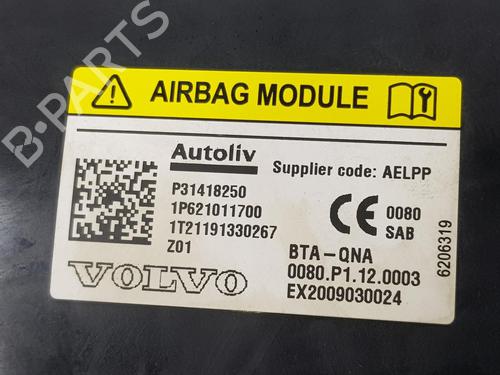 B-PARTS
AIRBAG MODULE
Autoliv
Supplier code: AELPP
P31418250
1P621011700
1T21191330267
Z01
CE 0080
SAB
VOLVO
BTA-QNA
0080.P1.12.0003
EX2009030024
6206319